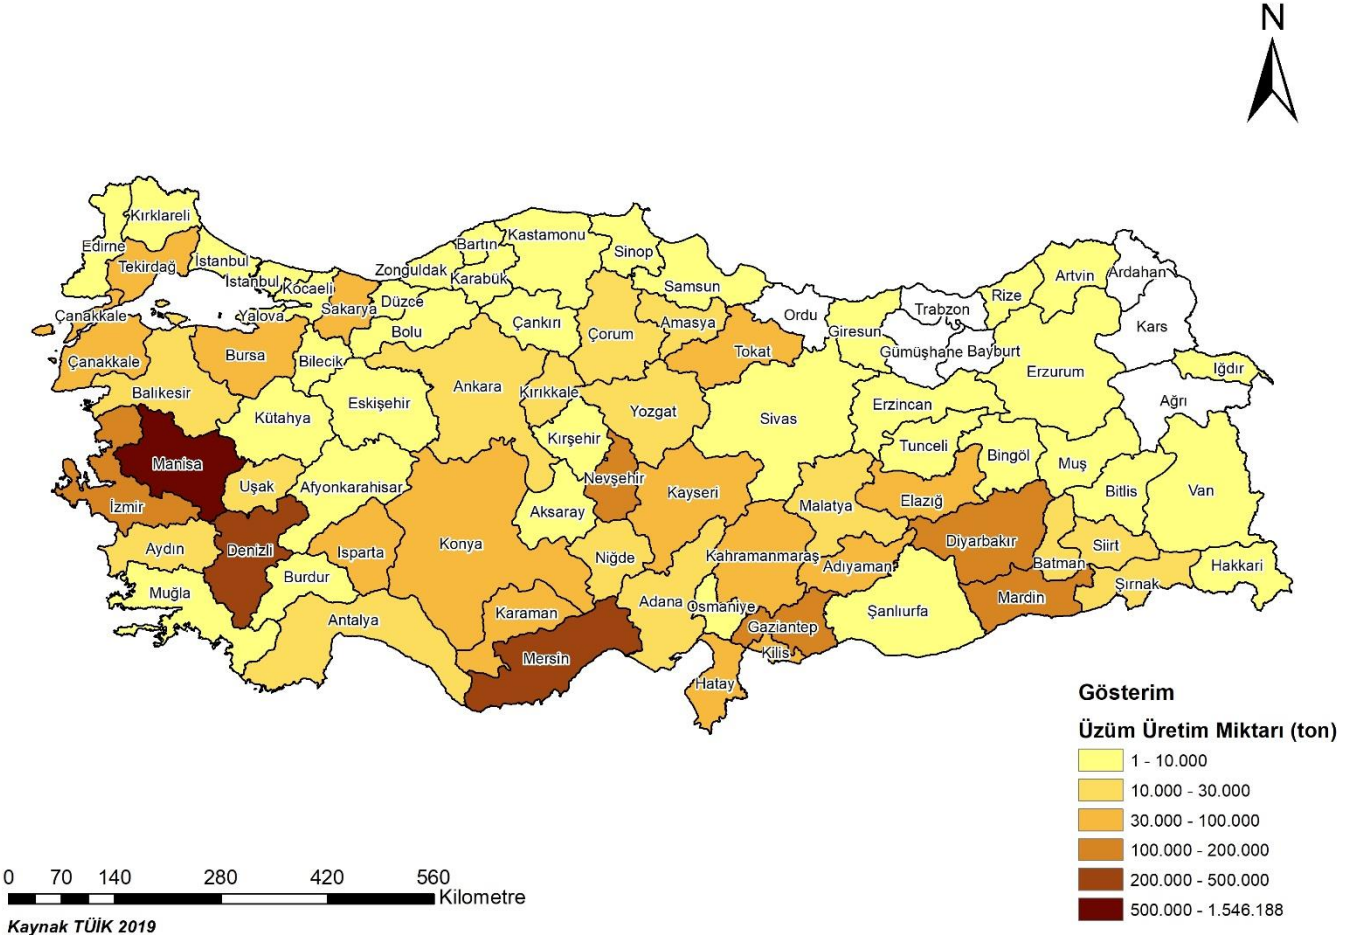 N
Kırklareli
Edirne
Tekirdağ
İstanbul
İstanbul
Kocaeli
Yalova
Sakarya
Düzce
Zonguldak
Bartın
Karabük
Kastamonu
Sinop
Samsun
Ordu
Giresun
Trabzon
Rize
Artvin
Ardahan
Kars
Gümüşhane
Bayburt
Çanakkale
Çanakkale
Bursa
Bilecik
Bolu
Çankırı
Çorum
Amasya
Tokat
Erzurum
Iğdır
Ağrı
Balıkesir
Kütahya
Eskişehir
Ankara
Kırıkkale
Yozgat
Sivas
Erzincan
Tunceli
Bingöl
Muş
Bitlis
Van
Manisa
Uşak
Afyonkarahisar
Kırşehir
Nevşehir
Aksaray
Kayseri
Malatya
Elazığ
İzmir
Aydın
Denizli
Isparta
Konya
Niğde
Kahramanmaraş
Adıyaman
Diyarbakır
Batman
Siirt
Şırnak
Hakkari
Muğla
Burdur
Antalya
Karaman
Mersin
Adana
Osmaniye
Gaziantep
Kilis
Hatay
Şanlıurfa
Mardin
Gösterim
Üzüm Üretim Miktarı (ton)
1 - 10.000
10.000 - 30.000
30.000 - 100.000
100.000 - 200.000
200.000 - 500.000
500.000 - 1.546.188
0 70 140 280 420 560
Kilometre
Kaynak TÜİK 2019